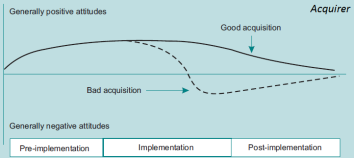 Generally positive attitudes
Acquirer
Good acquisition
Bad acquisition
Generally negative attitudes
Pre-implementation
Implementation
Post-implementation